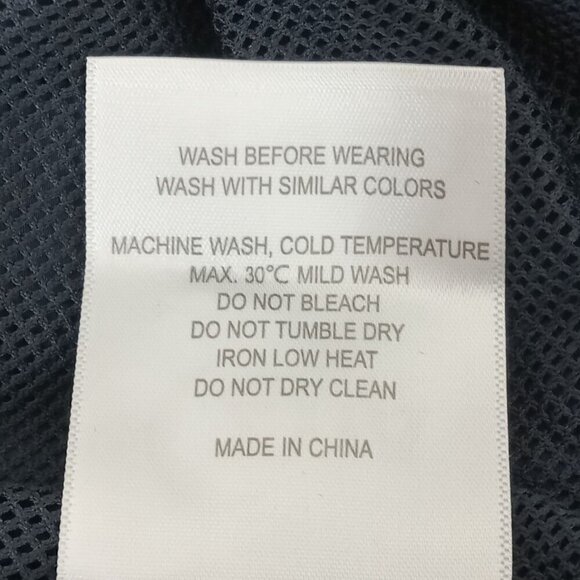 WASH BEFORE WEARING
WASH WITH SIMILAR COLORS
MACHINE WASH, COLD TEMPERATURE
MAX. 30℃ MILD WASH
DO NOT BLEACH
DO NOT TUMBLE DRY
IRON LOW HEAT
DO NOT DRY CLEAN
MADE IN CHINA